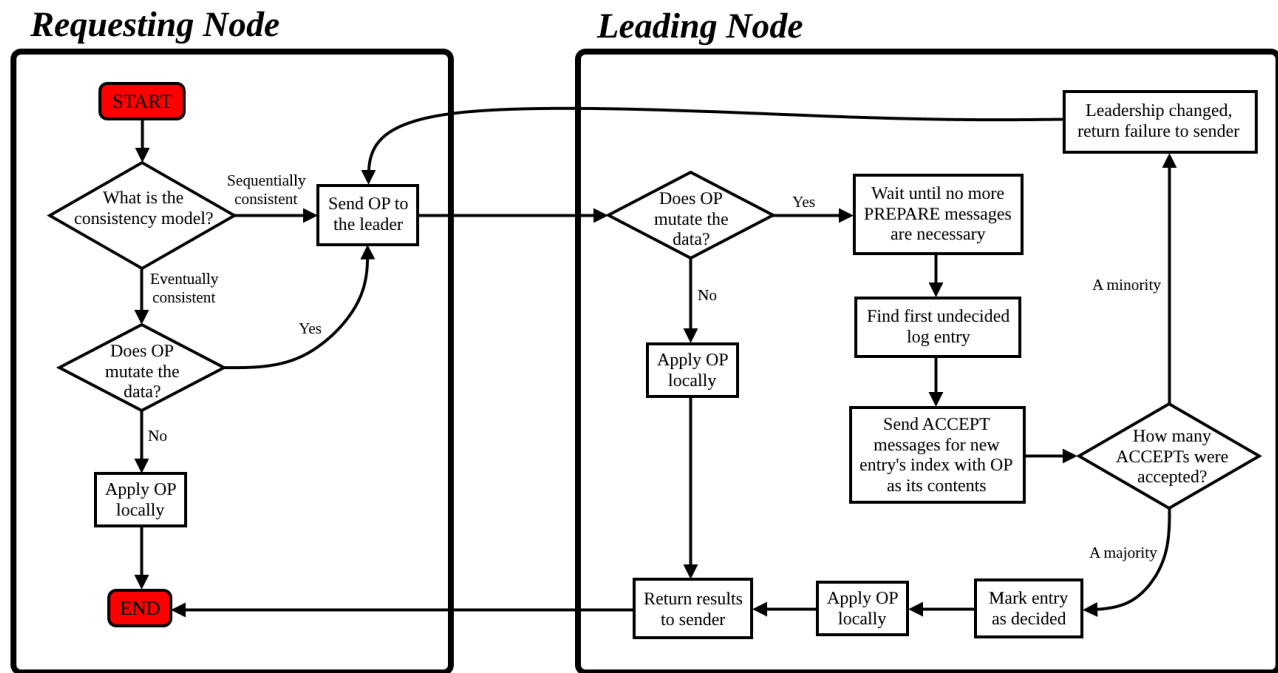 Requesting Node
START
What is the
consistency model?
Sequentially
consistent
Send OP to
the leader
Eventually
consistent
Does OP
mutate the
data?
Yes
No
Apply OP
locally
END
Leading Node
Leadership changed,
return failure to sender
Does OP
mutate the
data?
Yes
Wait until no more
PREPARE messages
are necessary
No
A minority
Find first undecided
log entry
Apply OP
locally
Send ACCEPT
messages for new
entry's index with OP
as its contents
How many
ACCEPTs were
accepted?
A majority
Mark entry
as decided
Apply OP
locally
Return results
to sender